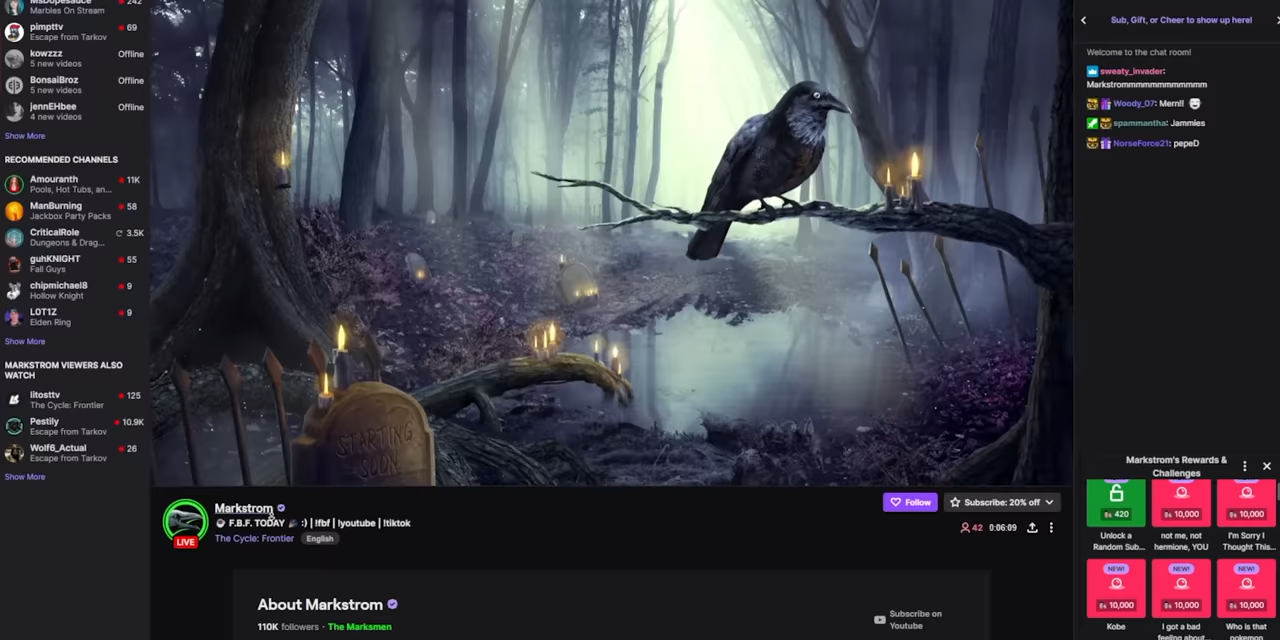 MsDopesauce
242
Marbles On Stream
pimpttv
69
Escape from Tarkov
kowzzz
Offline
5 new videos
BonsaiBroz
Offline
5 new videos
jennEHbee
Offline
4 new videos
Show More
RECOMMENDED CHANNELS
Amouranth
11K
Pools, Hot Tubs, an...
ManBurning
58
Jackbox Party Packs
CriticalRole
3.5K
Dungeons & Drag...
guhKNIGHT
55
Fall Guys
chipmichael8
9
Hollow Knight
L0T1Z
9
Elden Ring
Show More
MARKSTROM VIEWERS ALSO
WATCH
litosttv
125
The Cycle: Frontier
Pestily
10.9K
Escape from Tarkov
Wolf6_Actual
26
Escape from Tarkov
Show More
STARTING
SOON
LIVE
Markstrom
F.B.F. TODAY :) | !fbf | !youtube | !tiktok
The Cycle: Frontier English
Follow
Subscribe: 20% off
42 0:06:09
About Markstrom
110K followers · The Marksmen
Subscribe on
Youtube
Sub, Gift, or Cheer to show up here!
Welcome to the chat room!
sweaty_invader:
Markstrommmmmmmmmmmm
Woody_07: Mern!!
spammantha: Jammies
NorseForce21: pepeD
Markstrom's Rewards &
Challenges
420
10,000
10,000
Unlock a
Random Sub...
not me, not
hermione, YOU
I'm Sorry I
Thought This...
NEW!
NEW!
NEW!
10,000
10,000
10,000
Kobe
I got a bad
feeling about...
Who is that
pokemon